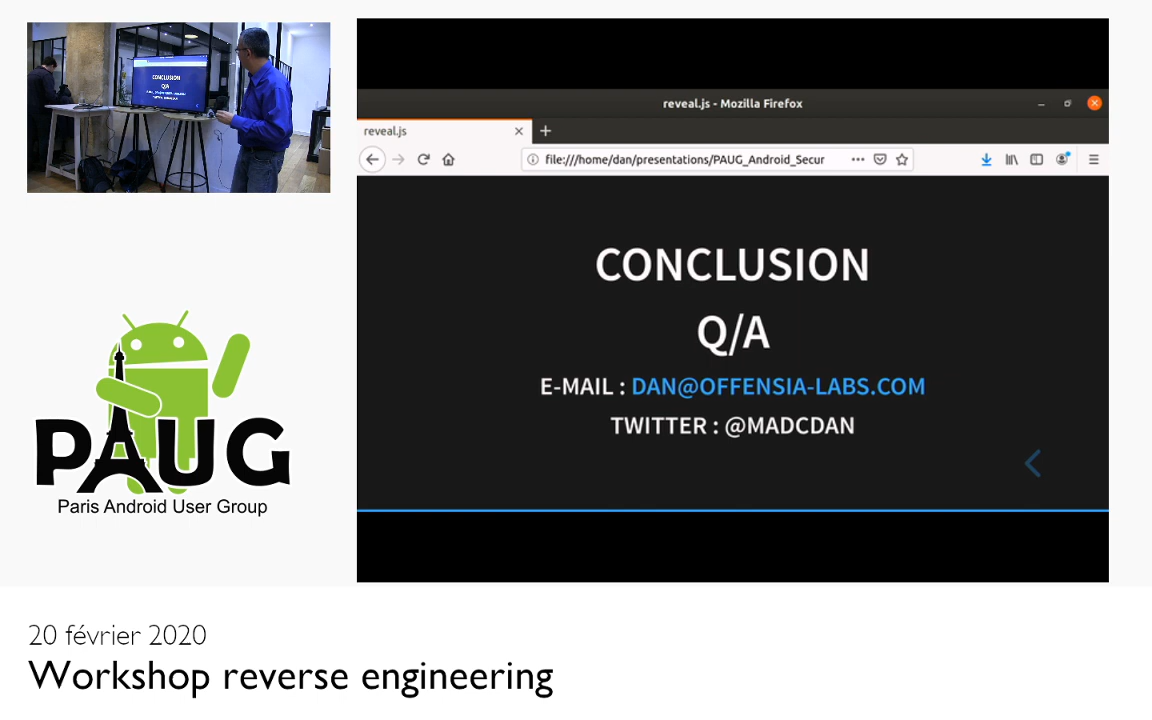 CONCLUSION
Q/A
reveal.js - Mozilla Firefox
reveal.js
file:///home/dan/presentations/PAUG_Android_Secur
CONCLUSION
Q/A
E-MAIL : DAN@OFFENSIA-LABS.COM
TWITTER : @MADCDAN
PAUG
Paris Android User Group
20 février 2020
Workshop reverse engineering